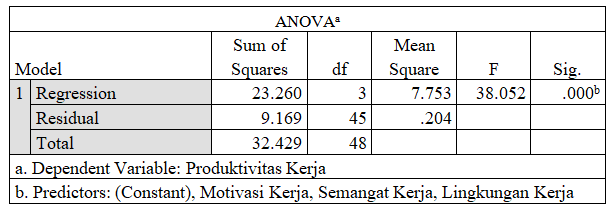 ANOVAa
Model Sum of Squares df Mean Square F Sig.
1 Regression 23.260 3 7.753 38.052 .000b
Residual 9.169 45 .204
Total 32.429 48
a. Dependent Variable: Produktivitas Kerja
b. Predictors: (Constant), Motivasi Kerja, Semangat Kerja, Lingkungan Kerja